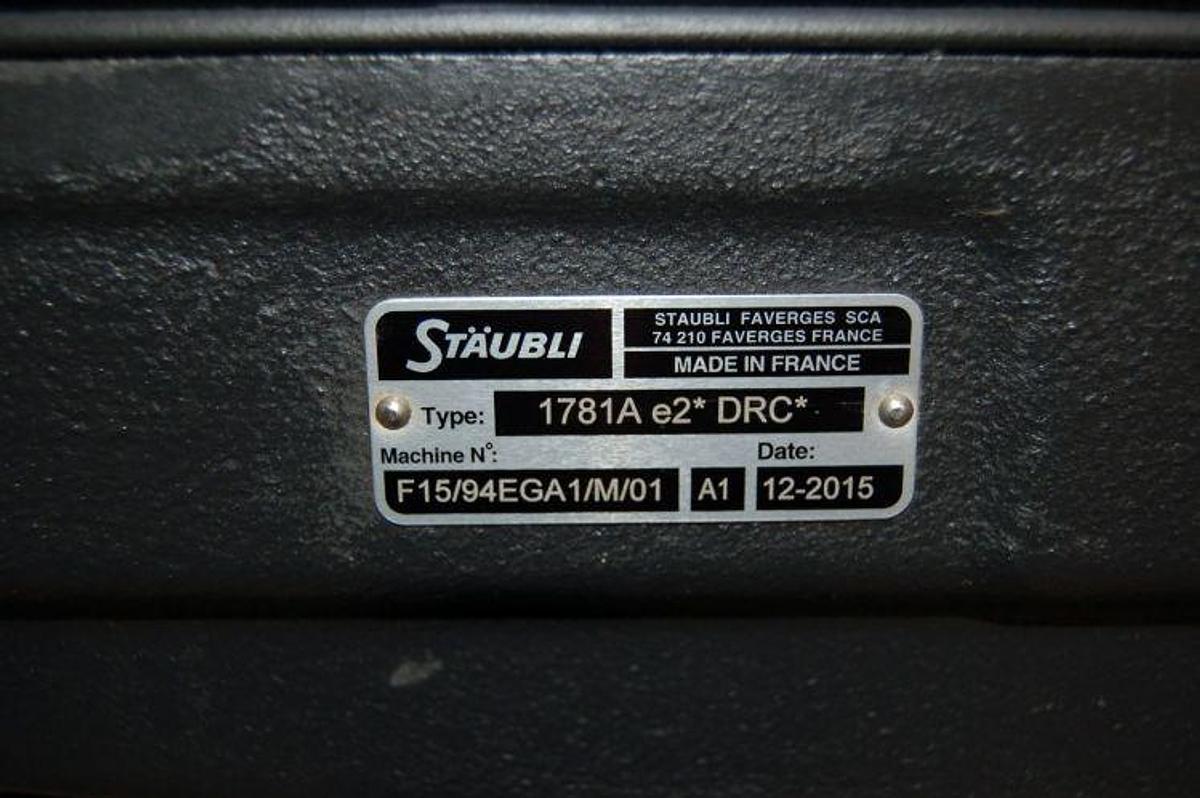 STÄUBLI
STAUBLI FAVERGES SCA
74 210 FAVERGES FRANCE
MADE IN FRANCE
Type: 1781A e2* DRC*
Machine N°:
Date:
F15/94EGA1/M/01 A1 12-2015